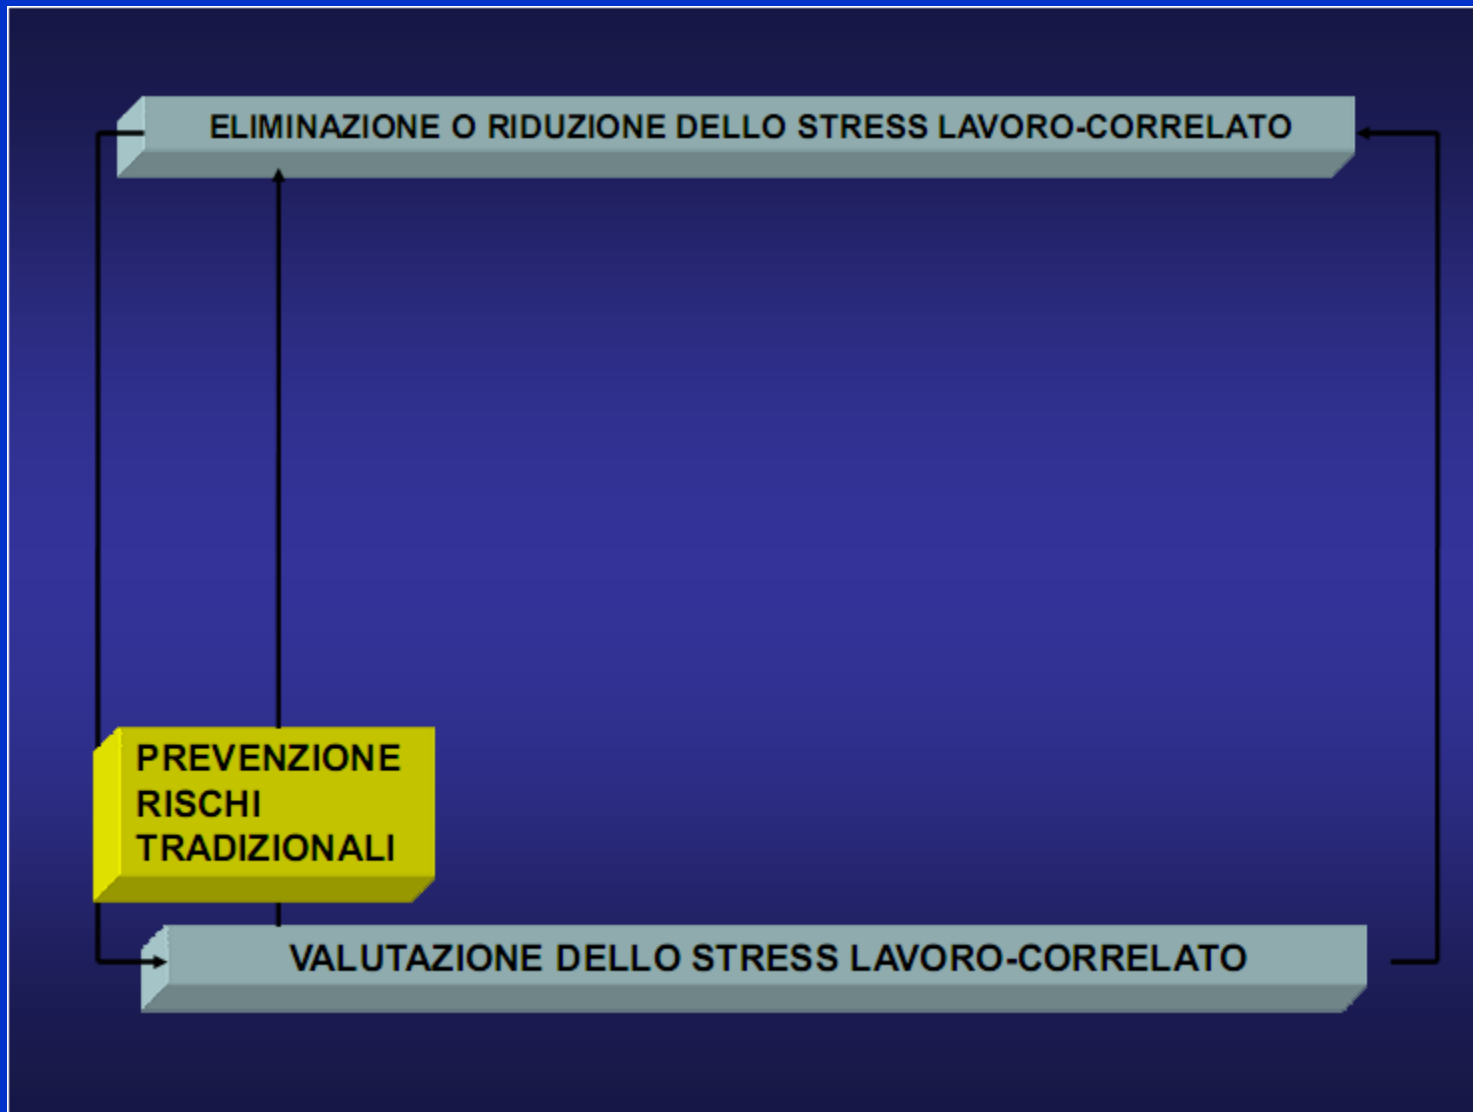 ELIMINAZIONE O RIDUZIONE DELLO STRESS LAVORO-CORRELATO
PREVENZIONE
RISCHI
TRADIZIONALI
VALUTAZIONE DELLO STRESS LAVORO-CORRELATO